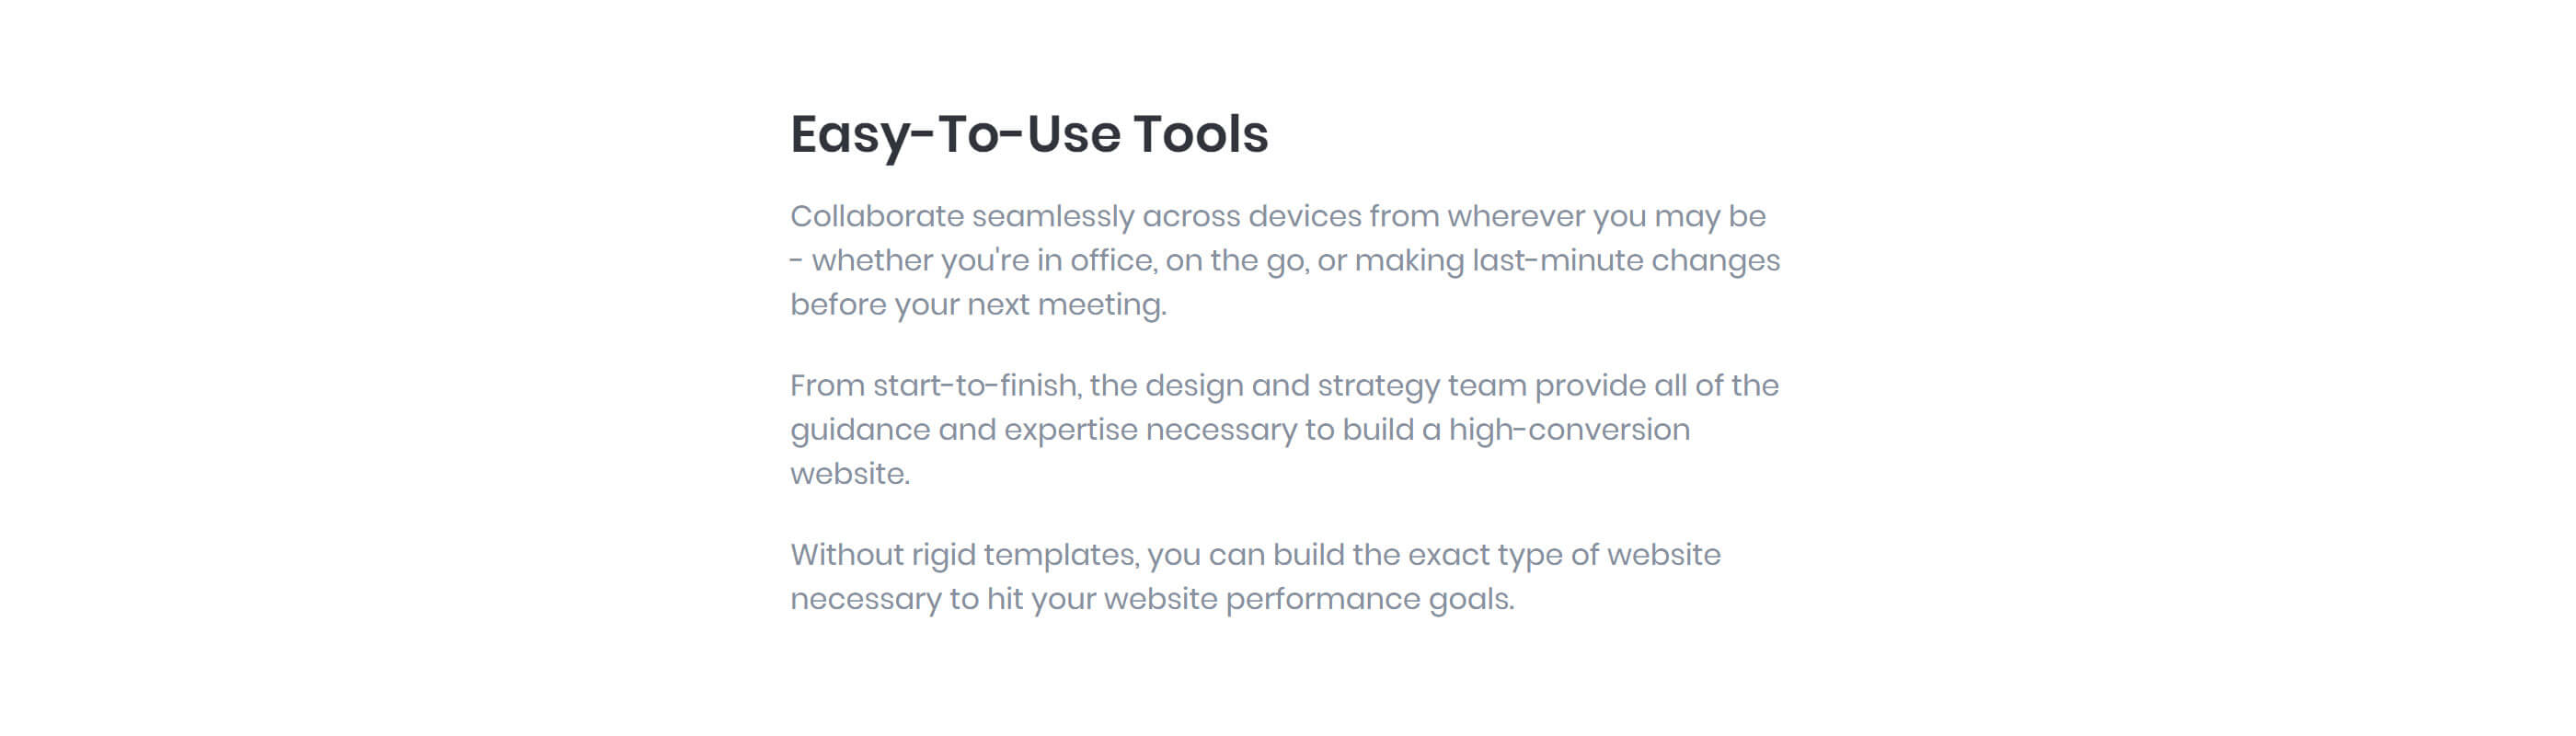 Easy-To-Use Tools
Collaborate seamlessly across devices from wherever you may be
- whether you're in office, on the go, or making last-minute changes
before your next meeting.
From start-to-finish, the design and strategy team provide all of the
guidance and expertise necessary to build a high-conversion
website.
Without rigid templates, you can build the exact type of website
necessary to hit your website performance goals.